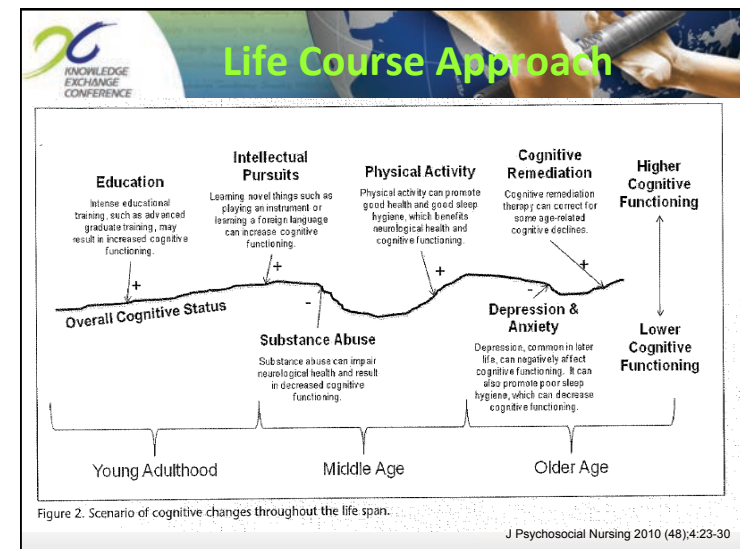 KNOWLEDGE
EXCHANGE
CONFERENCE
Life Course Approach
Education
Intense educational
training, such as advanced
graduate training, may
result in increased cognitive
functioning.
+
Intellectual
Pursuits
Learning novel things such as
playing an instrument or
learning a foreign language
can increase cognitive
functioning.
+
Physical Activity
Physical activity can promote
good health and good sleep
hygiene, which benefits
neurological health and
cognitive functioning.
+
Cognitive
Remediation
Cognitive remediation
therapy can correct for
some age-related
cognitive declines.
+
Higher
Cognitive
Functioning
Overall Cognitive Status
-
Substance Abuse
Substance abuse can impair
neurological health and result
in decreased cognitive
functioning.
-
Depression &
Anxiety
Depression, common in later
life, can negatively affect
cognitive functioning. It can
also promote poor sleep
hygiene, which can decrease
cognitive functioning.
Lower
Cognitive
Functioning
Young Adulthood
Middle Age
Older Age
Figure 2. Scenario of cognitive changes throughout the life span.
J Psychosocial Nursing 2010 (48);4:23-30